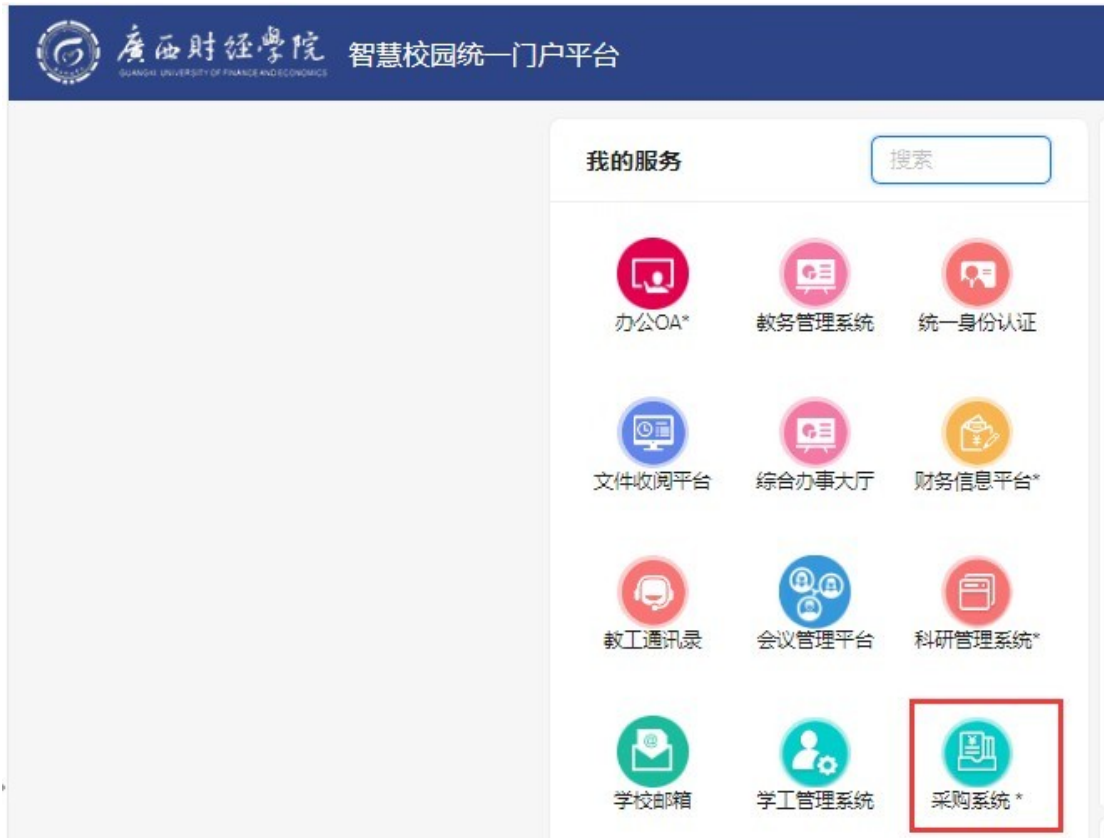 廣西財經學院 智慧校园统一门户平台
GUANGXI UNIVERSITY OF FINANCE AND ECONOMICS
我的服务 搜索
办公OA* 教务管理系统 统一身份认证
文件收阅平台 综合办事大厅 财务信息平台*
教工通讯录 会议管理平台 科研管理系统*
学校邮箱 学工管理系统 采购系统 *